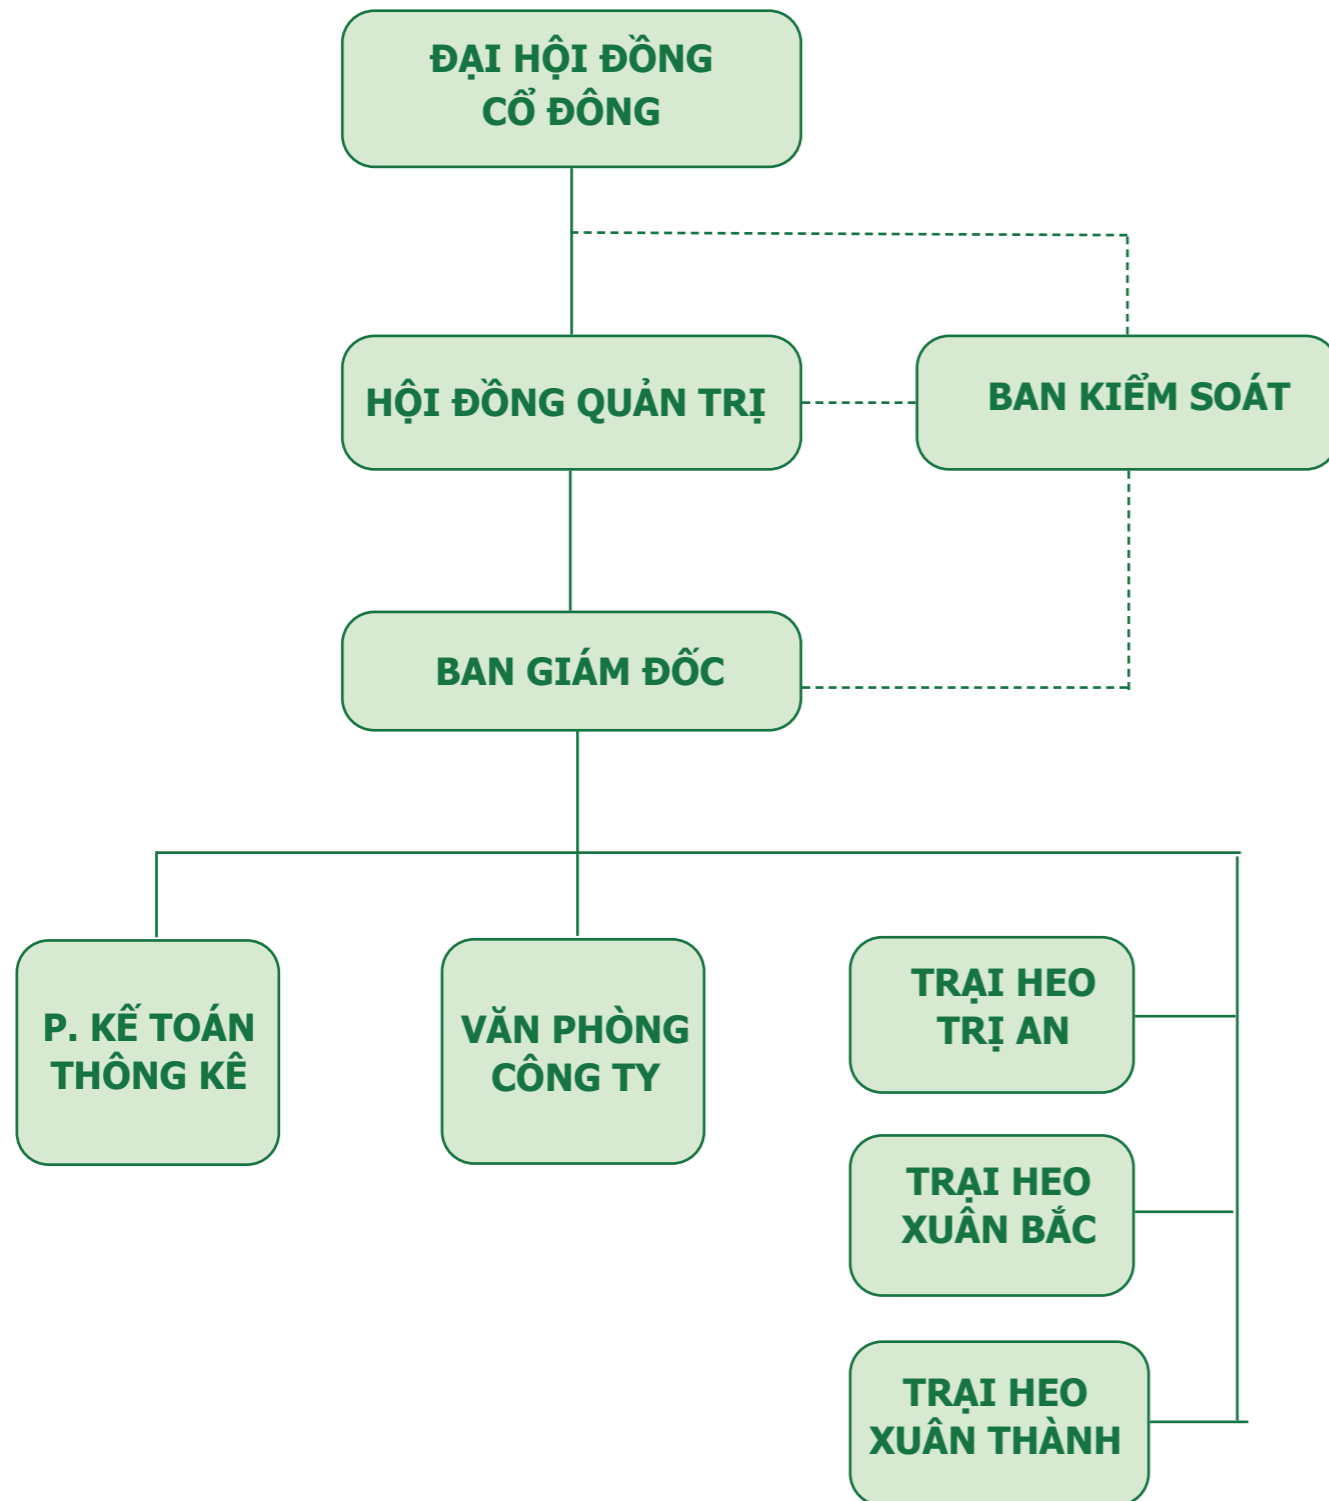 ĐẠI HỘI ĐỒNG
CỔ ĐÔNG
HỘI ĐỒNG QUẢN TRỊ
BAN KIỂM SOÁT
BAN GIÁM ĐỐC
P. KẾ TOÁN
THÔNG KÊ
VĂN PHÒNG
CÔNG TY
TRẠI HEO
TRỊ AN
TRẠI HEO
XUÂN BẮC
TRẠI HEO
XUÂN THÀNH